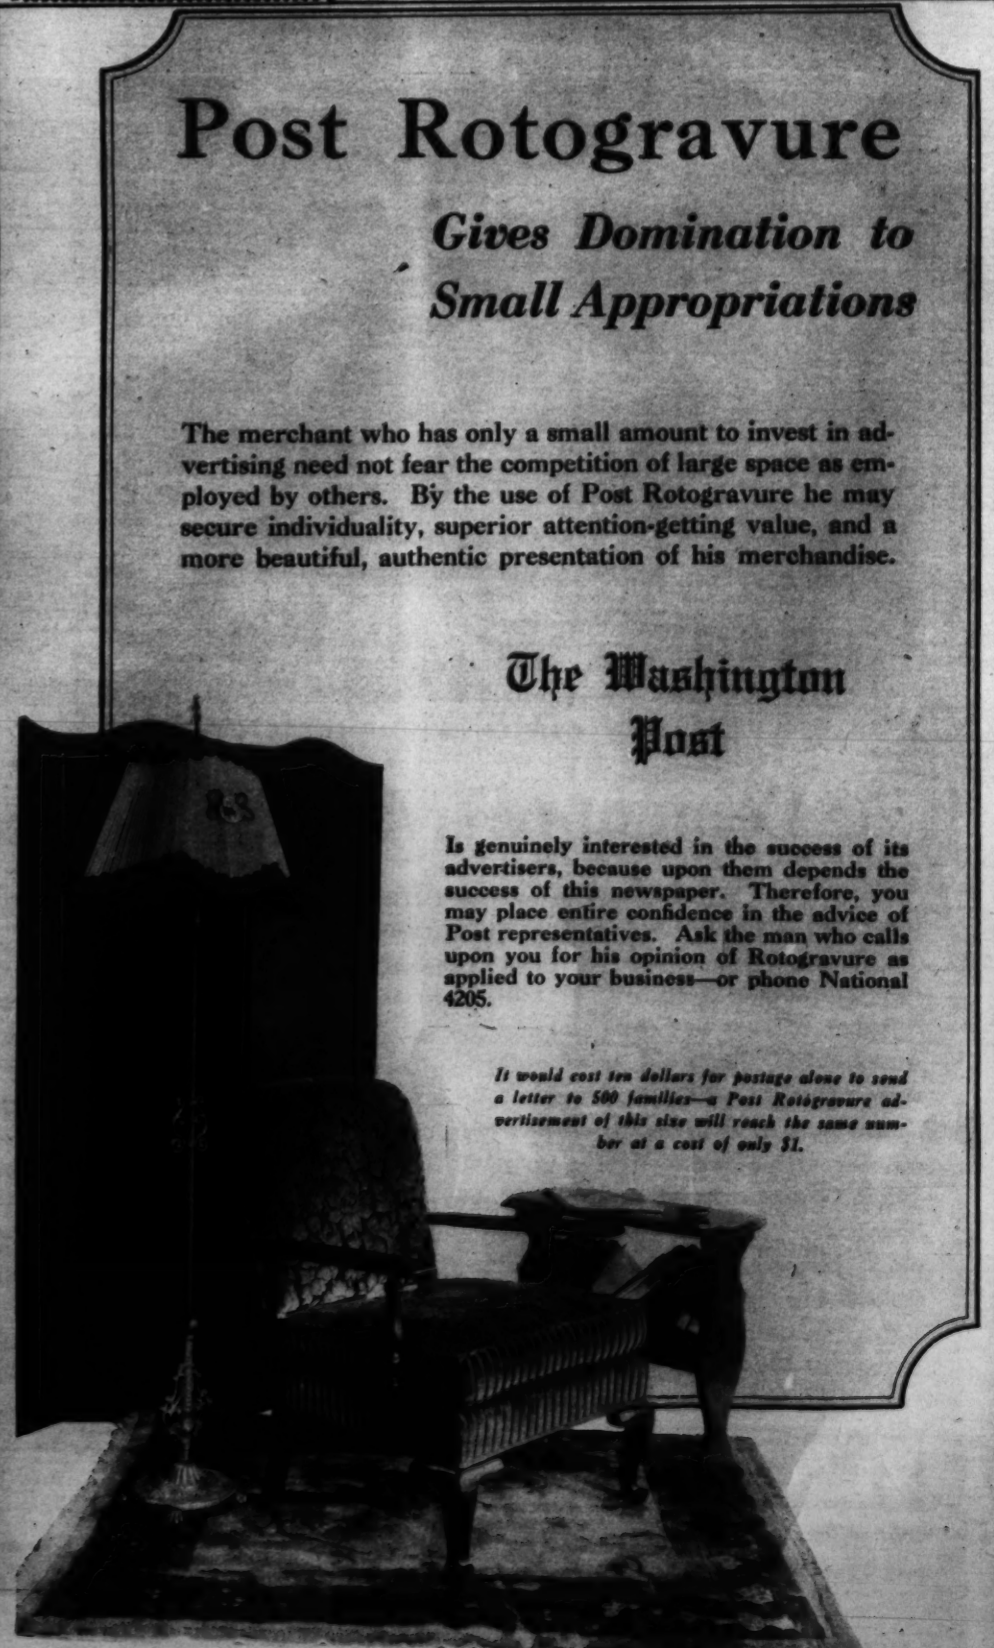 Post Rotogravure
Gives Domination to
Small Appropriations
The merchant who has only a small amount to invest in ad-
vertising need not fear the competition of large space as em-
ployed by others. By the use of Post Rotogravure he may
secure individuality, superior attention-getting value, and a
more beautiful, authentic presentation of his merchandise.
The Washington
Post
Is genuinely interested in the success of its
advertisers, because upon them depends the
success of this newspaper. Therefore, you
may place entire confidence in the advice of
Post representatives. Ask the man who calls
upon you for his opinion of Rotogravure as
applied to your business—or phone National
4205.
It would cost ten dollars for postage alone to send
a letter to 500 families—a Post Rotogravure ad-
vertisement of this size will reach the same num-
ber at a cost of only $1.